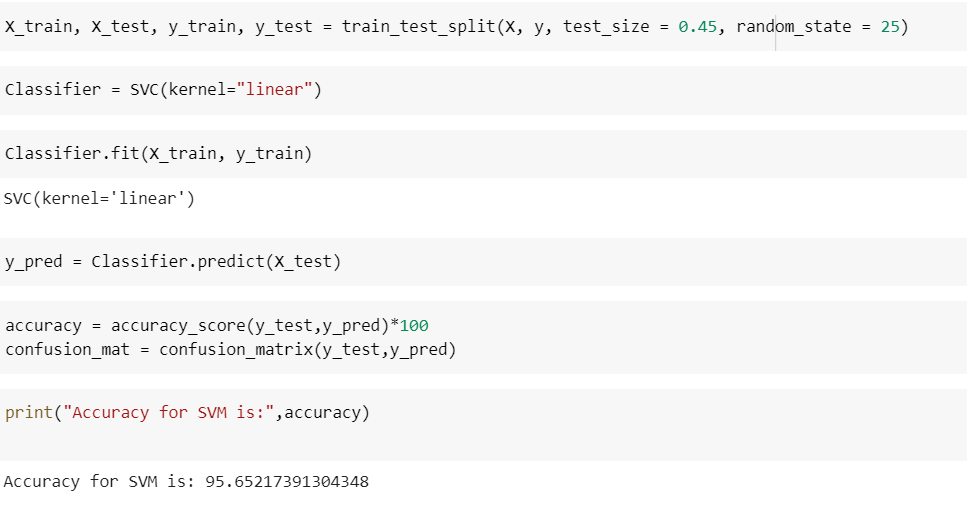 X_train, X_test, y_train, y_test = train_test_split(X, y, test_size = 0.45, random_state = 25)
Classifier = SVC(kernel="linear")
Classifier.fit(X_train, y_train)
SVC(kernel='linear')
y_pred = Classifier.predict(X_test)
accuracy = accuracy_score(y_test,y_pred)*100
confusion_mat = confusion_matrix(y_test,y_pred)
print("Accuracy for SVM is:",accuracy)
Accuracy for SVM is: 95.65217391304348